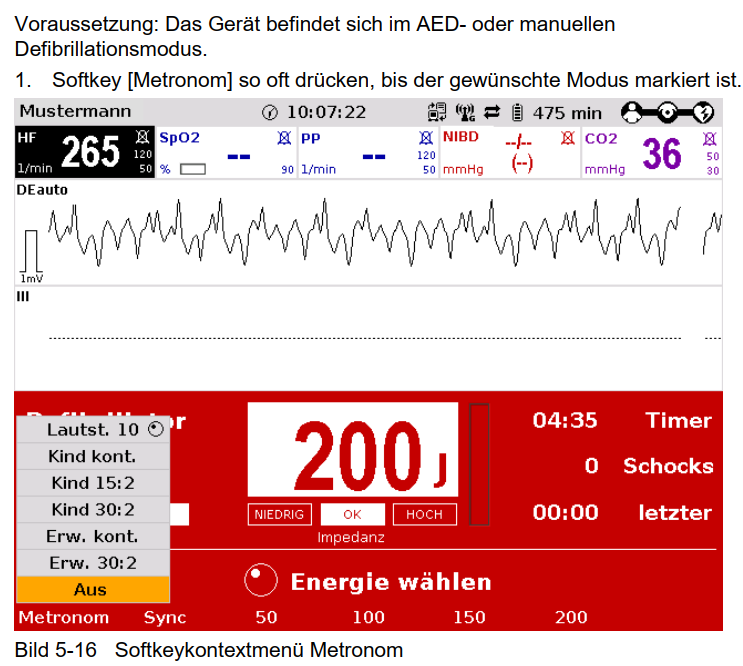 Voraussetzung: Das Gerät befindet sich im AED- oder manuellen
Defibrillationsmodus.
1. Softkey [Metronom] so oft drücken, bis der gewünschte Modus markiert ist.
Mustermann 10:07:22 4G 475 min
HF 265 120 SpO2 -- PP -- 120 NIBD --/-- CO2 36 50
1/min 50 % 90 1/min 50 mmHg (--) mmHg 30
DEauto
1mV
III
04:35 Timer
Lautst. 10
Kind kont.
200 J
0 Schocks
Kind 15:2
Kind 30:2
NIEDRIG OK HOCH
00:00 letzter
Erw. kont.
Impedanz
Erw. 30:2
Aus
Energie wählen
Metronom Sync 50 100 150 200
Bild 5-16 Softkeykontextmenü Metronom